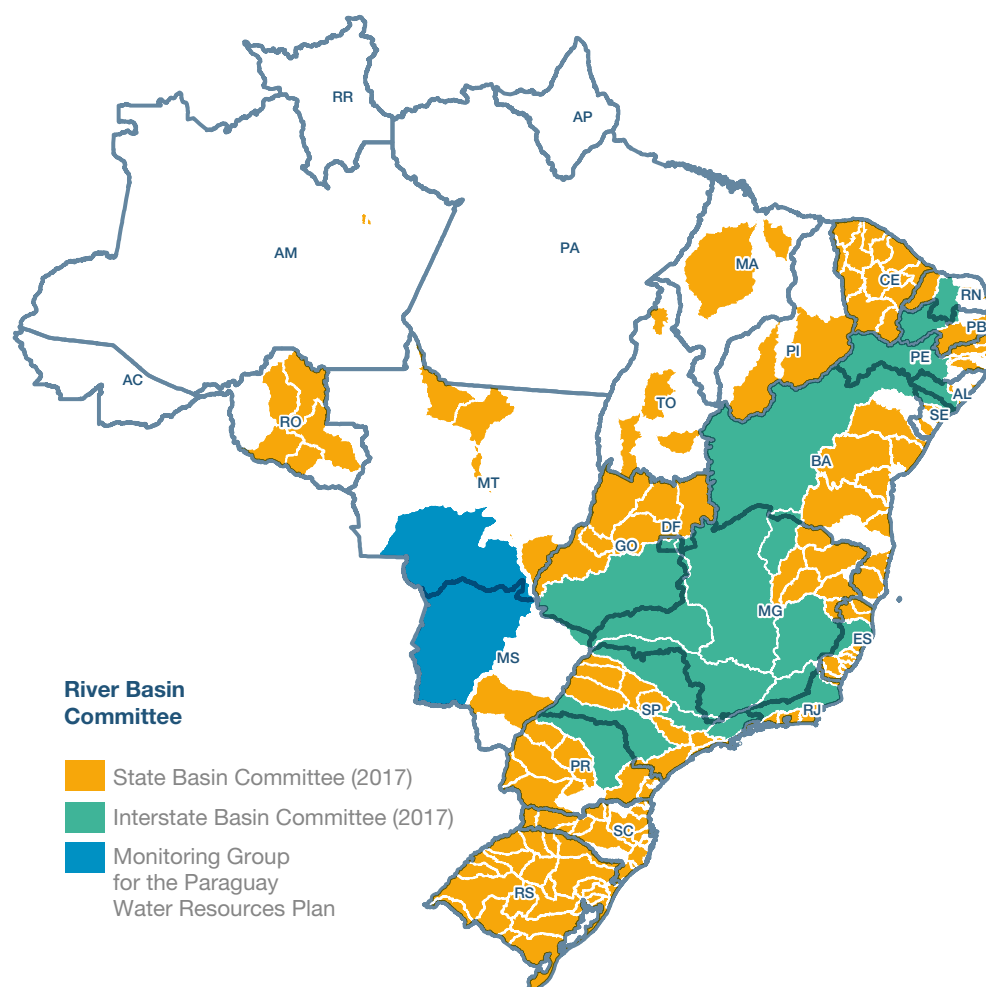 RR
AP
AM
PA
MA
CE
RN
PB
PI
PE
AC
TO
AL
SE
RO
BA
MT
DF
GO
MG
ES
MS
SP
RJ
PR
SC
RS
River Basin
Committee
State Basin Committee (2017)
Interstate Basin Committee (2017)
Monitoring Group
for the Paraguay
Water Resources Plan